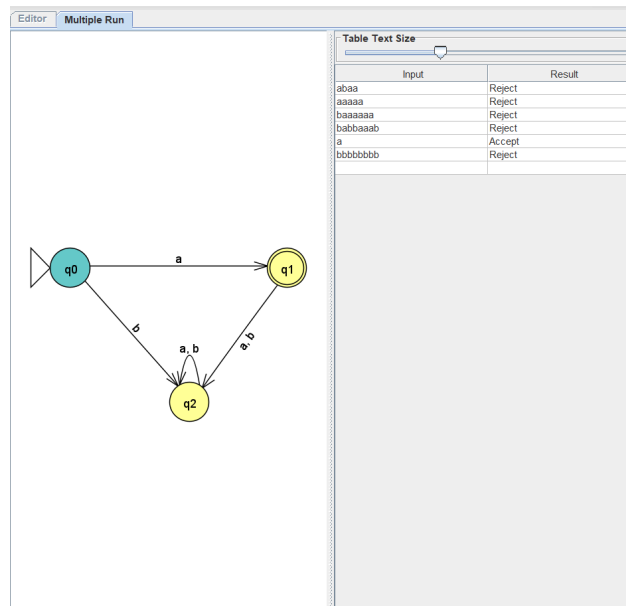 Editor Multiple Run
Table Text Size
Input Result
abaa Reject
aaaaa Reject
baaaaaa Reject
babbaaab Reject
a Accept
bbbbbbbb Reject
q0 a q1
b a, b
a, b
q2